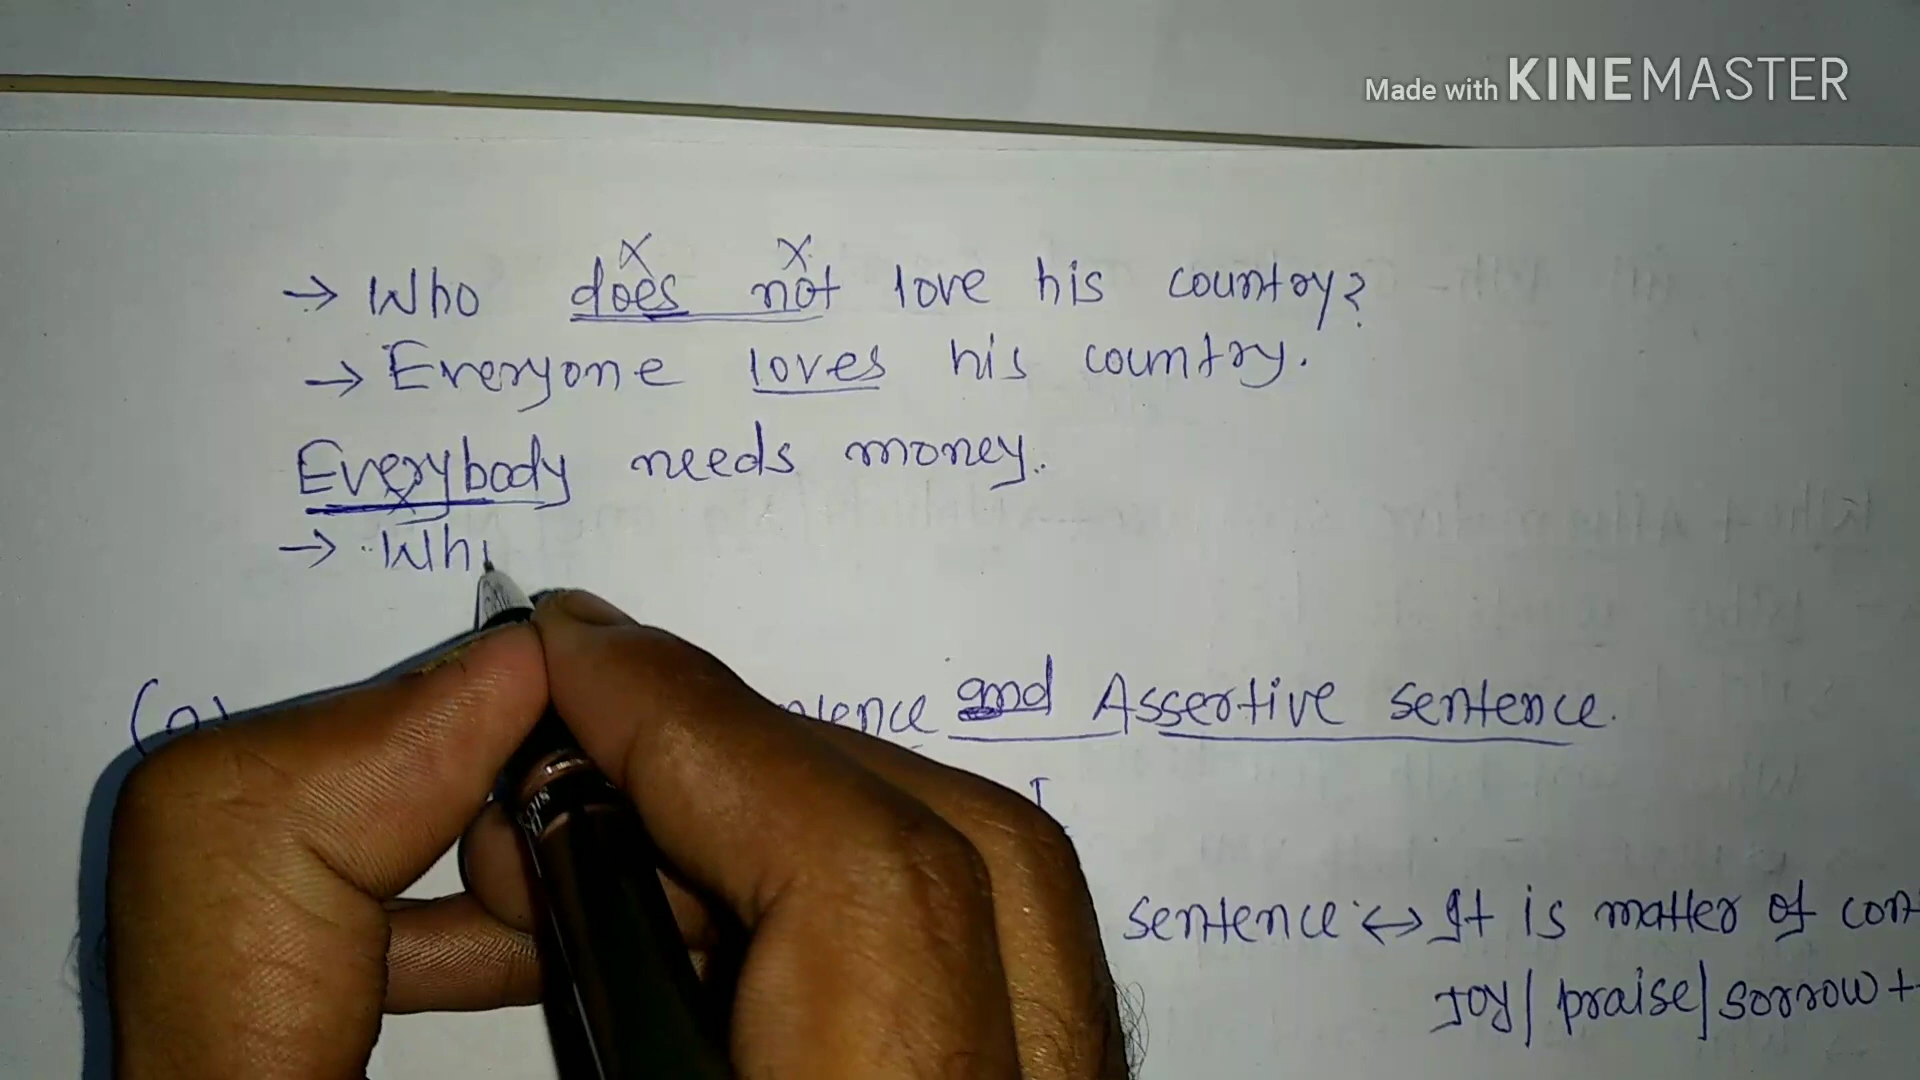 Made with KINEMASTER
→ Who does not love his country?
→ Everyone loves his country.
Everybody needs money.
→ Wh
and Assertive sentence.
sentence ↔ It is matter of con
Joy/praise/sorrow +